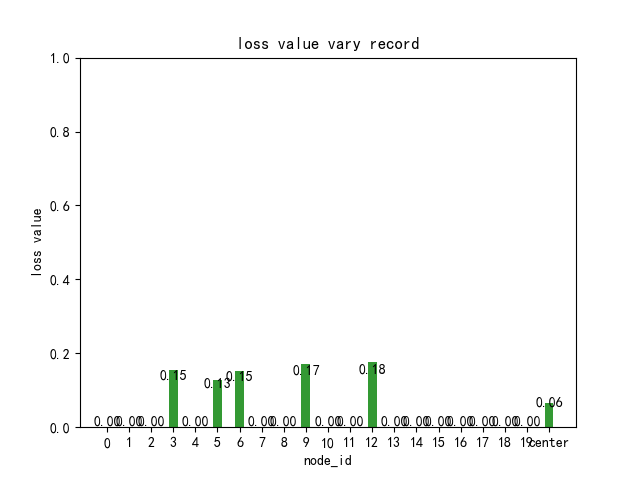 loss value vary record
1.0
0.8
0.6
0.4
0.2
0.0
loss value
0.00 0.00 0.00 0.15 0.00 0.13 0.15 0.00 0.00 0.17 0.00 0.00 0.18 0.00 0.00 0.00 0.00 0.00 0.00 0.00 0.06
0 1 2 3 4 5 6 7 8 9 10 11 12 13 14 15 16 17 18 19 center
node_id